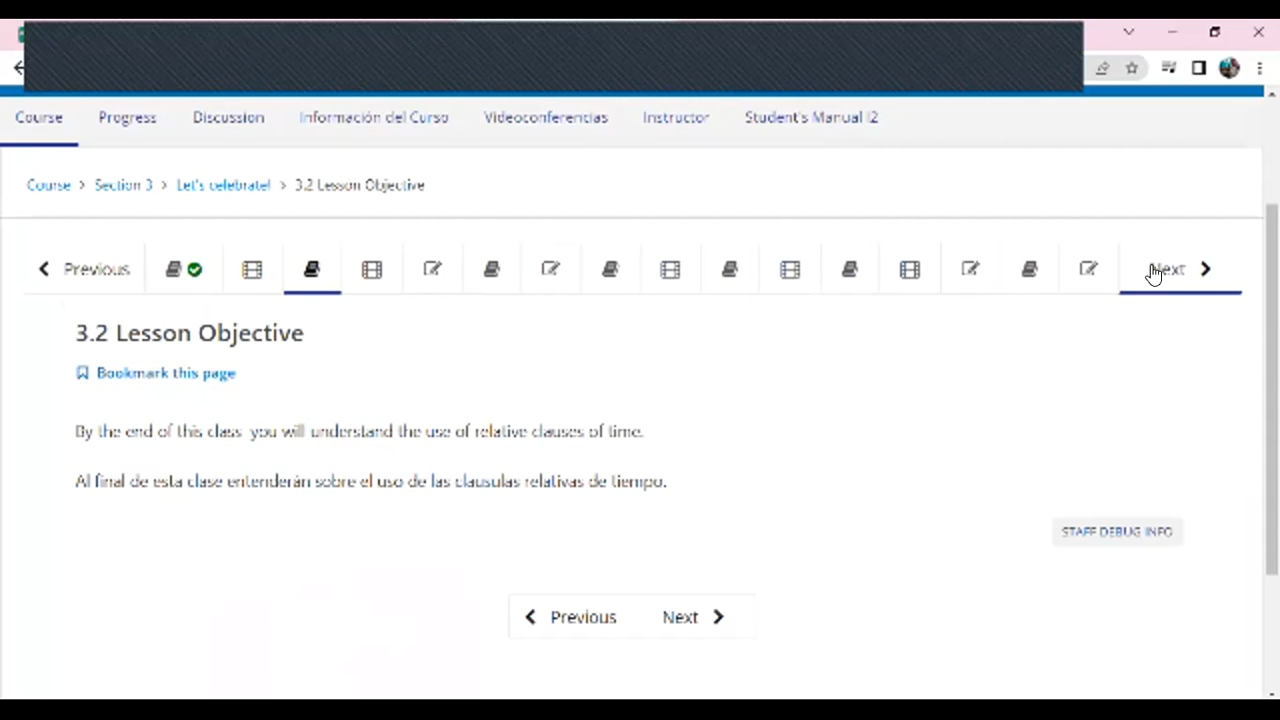 Course Progress Discussion Información del Curso Videoconferencias Instructor Student's Manual I2
Course > Section 3 > Let's celebrate! > 3.2 Lesson Objective
Previous Next
3.2 Lesson Objective
Bookmark this page
By the end of this class you will understand the use of relative clauses of time.
Al final de esta clase entenderán sobre el uso de las clausulas relativas de tiempo.
STAFF DEBUG INFO
Previous Next